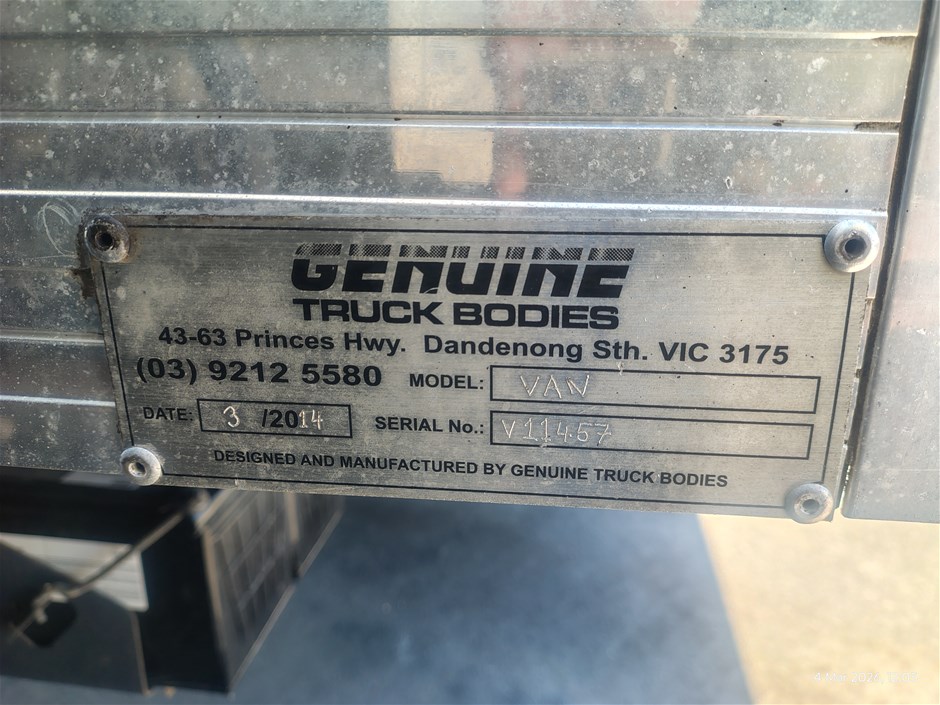 GENUINE
TRUCK BODIES
43-63 Princes Hwy. Dandenong Sth. VIC 3175
(03) 9212 5580 MODEL: VAN
DATE: 3 /2014 SERIAL No.: V11457
DESIGNED AND MANUFACTURED BY GENUINE TRUCK BODIES